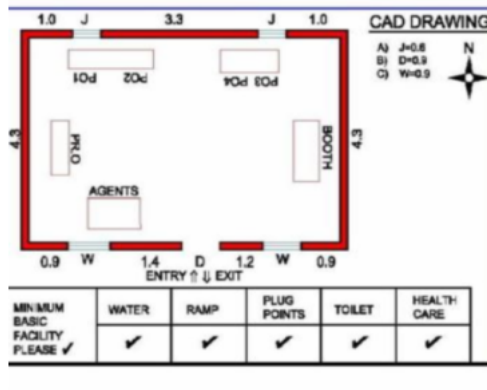 1.0 J 3.3 J 1.0
CAD DRAWING
A) J=0.6
B) D=0.9
C) W=0.9
N
PO1 PO2
PO4 PO3
4.3
PR.O
BOOTH
4.3
AGENTS
0.9 W 1.4 D 1.2 W 0.9
ENTRY ⇧ ⇩ EXIT
MINIMUM
BASIC
FACILITY
PLEASE ✓
WATER RAMP PLUG
POINTS TOILET HEALTH
CARE
✓ ✓ ✓ ✓ ✓